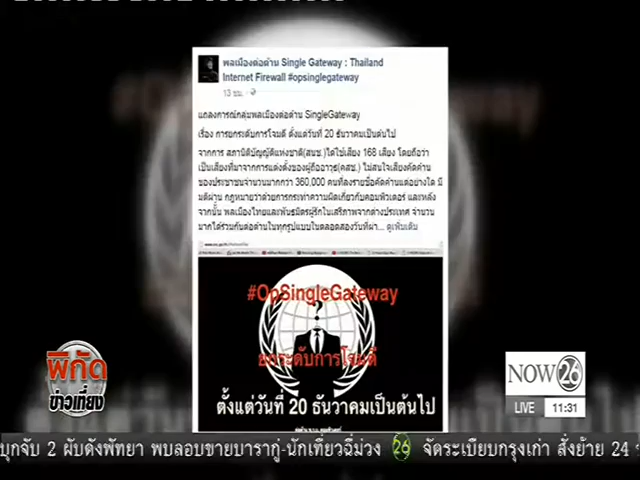 พลเมืองต่อต้าน Single Gateway : Thailand
Internet Firewall #opsinglegateway
13 ชม. ·
แถลงการณ์กลุ่มพลเมืองต่อต้าน SingleGateway
เรื่อง การยกระดับการโจมตี ตั้งแต่วันที่ 20 ธันวาคมเป็นต้นไป
จากการ สภานิติบัญญัติแห่งชาติ(สนช.)ได้ใช้เสียง 168 เสียง โดยถือว่า
เป็นเสียงที่มาจากการแต่งตั้งของผู้ถืออาวุธ(คสช.) ไม่สนใจเสียงคัดค้าน
ของประชาชนจำนวนมากกว่า 360,000 คนที่ลงรายชื่อคัดค้านแต่อย่างใด มี
มติผ่าน กฎหมายว่าด้วยการกระทำความผิดเกี่ยวกับคอมพิวเตอร์ และหลัง
จากนั้น พลเมืองไทยและพันธมิตรผู้รักในเสรีภาพจากต่างประเทศ จำนวน
มากได้ร่วมกันต่อต้านในทุกรูปแบบในตลอดสองวันที่ผ่า... ดูเพิ่มเติม
#OpSingleGateway
?
ยกระดับการโจมตี
ตั้งแต่วันที่ 20 ธันวาคมเป็นต้นไป
พิกัด
ข่าวเที่ยง
NOW 26
LIVE 11:31
บุกจับ 2 ผับดังพัทยา พบลอบขายบารากู่-นักเที่ยวฉี่ม่วง 26 จัดระเบียบกรุงเก่า สั่งย้าย 24